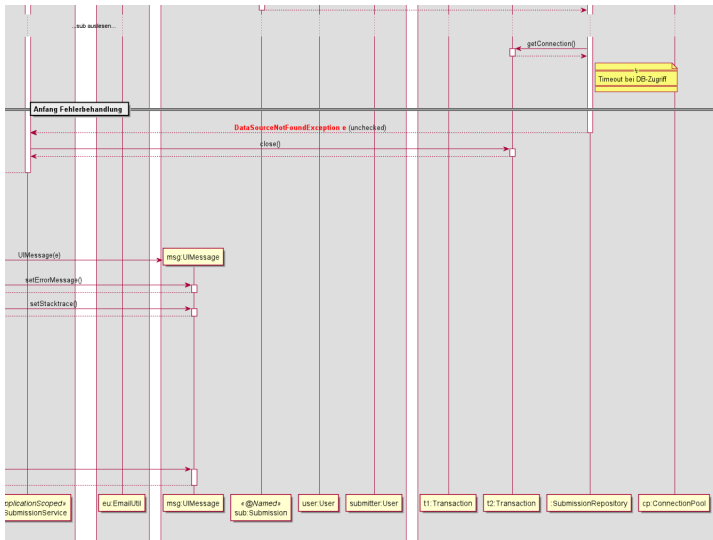 ...sub auslesen...
getConnection()
Timeout bei DB-Zugriff
Anfang Fehlerbehandlung
DataSourceNotFoundException e (unchecked)
close()
UIMessage(e)
msg:UIMessage
setErrorMessage()
setStacktrace()
plicationScoped»
SubmissionService
eu:EmailUtil
msg:UIMessage
«@Named»
sub:Submission
user:User
submitter:User
t1:Transaction
t2:Transaction
:SubmissionRepository
cp:ConnectionPool